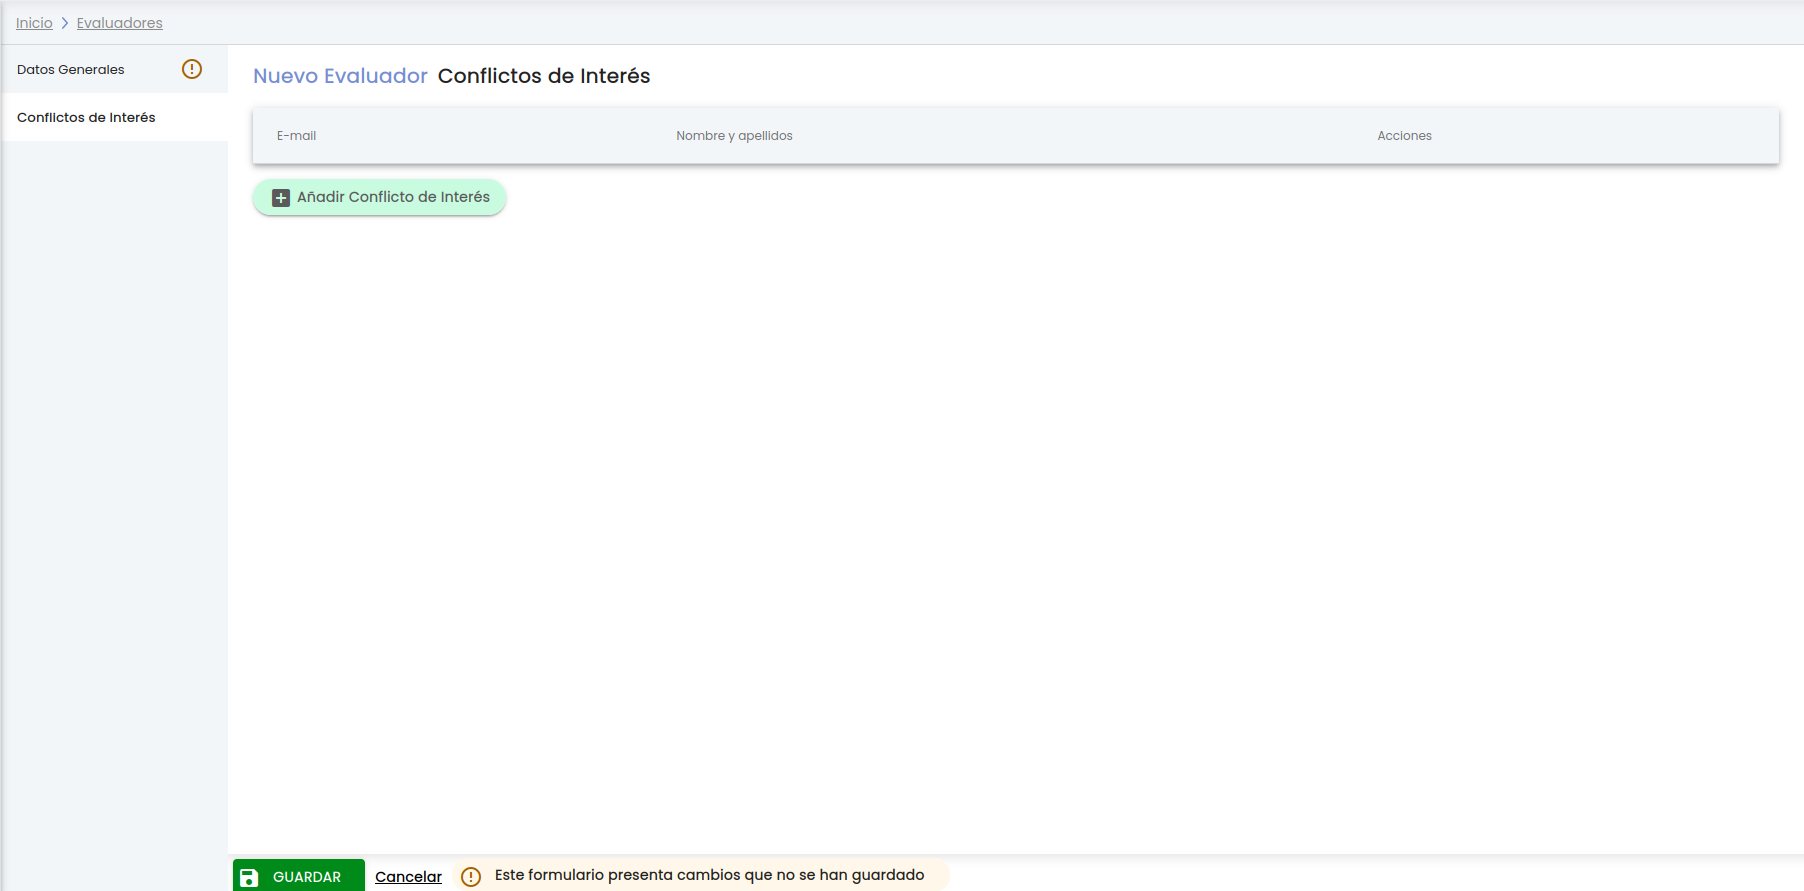 Inicio > Evaluadores
Datos Generales
Conflictos de Interés
Nuevo Evaluador Conflictos de Interés
E-mail Nombre y apellidos Acciones
Añadir Conflicto de Interés
GUARDAR Cancelar Este formulario presenta cambios que no se han guardado